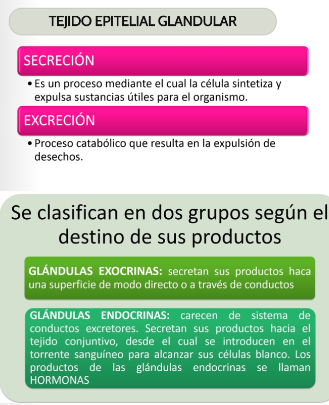 TEJIDO EPITELIAL GLANDULAR
SECRECIÓN
• Es un proceso mediante el cual la célula sintetiza y
expulsa sustancias útiles para el organismo.
EXCRECIÓN
• Proceso catabólico que resulta en la expulsión de
desechos.
Se clasifican en dos grupos según el
destino de sus productos
GLÁNDULAS EXOCRINAS: secretan sus productos haca
una superficie de modo directo o a través de conductos
GLÁNDULAS ENDOCRINAS: carecen de sistema de
conductos excretores. Secretan sus productos hacia el
tejido conjuntivo, desde el cual se introducen en el
torrente sanguíneo para alcanzar sus células blanco. Los
productos de las glándulas endocrinas se llaman
HORMONAS